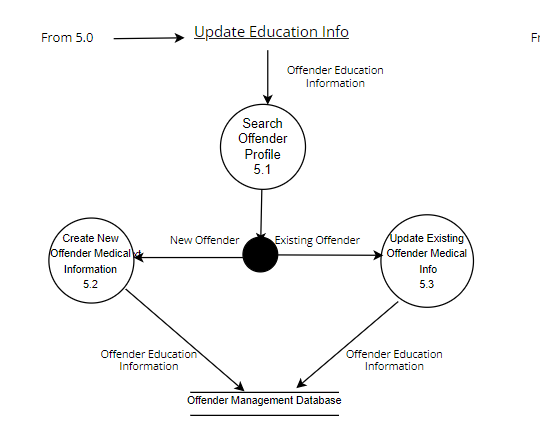 From 5.0
Update Education Info
Fr
Offender Education
Information
Search
Offender
Profile
5.1
New Offender
Existing Offender
Create New
Offender Medical
Information
5.2
Update Existing
Offender Medical
Info
5.3
Offender Education
Information
Offender Education
Information
Offender Management Database